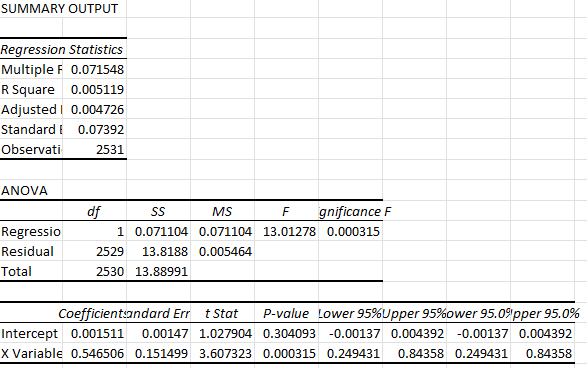 SUMMARY OUTPUT
Regression Statistics
Multiple R 0.071548
R Square 0.005119
Adjusted 0.004726
Standard E 0.07392
Observati 2531
ANOVA
df SS MS F gnificance F
Regressio 1 0.071104 0.071104 13.01278 0.000315
Residual 2529 13.8188 0.005464
Total 2530 13.88991
Coefficients andard Err t Stat P-value Lower 95% Upper 95% ower 95.0% pper 95.0%
Intercept 0.001511 0.00147 1.027904 0.304093 -0.00137 0.004392 -0.00137 0.004392
X Variable 0.546506 0.151499 3.607323 0.000315 0.249431 0.84358 0.249431 0.84358